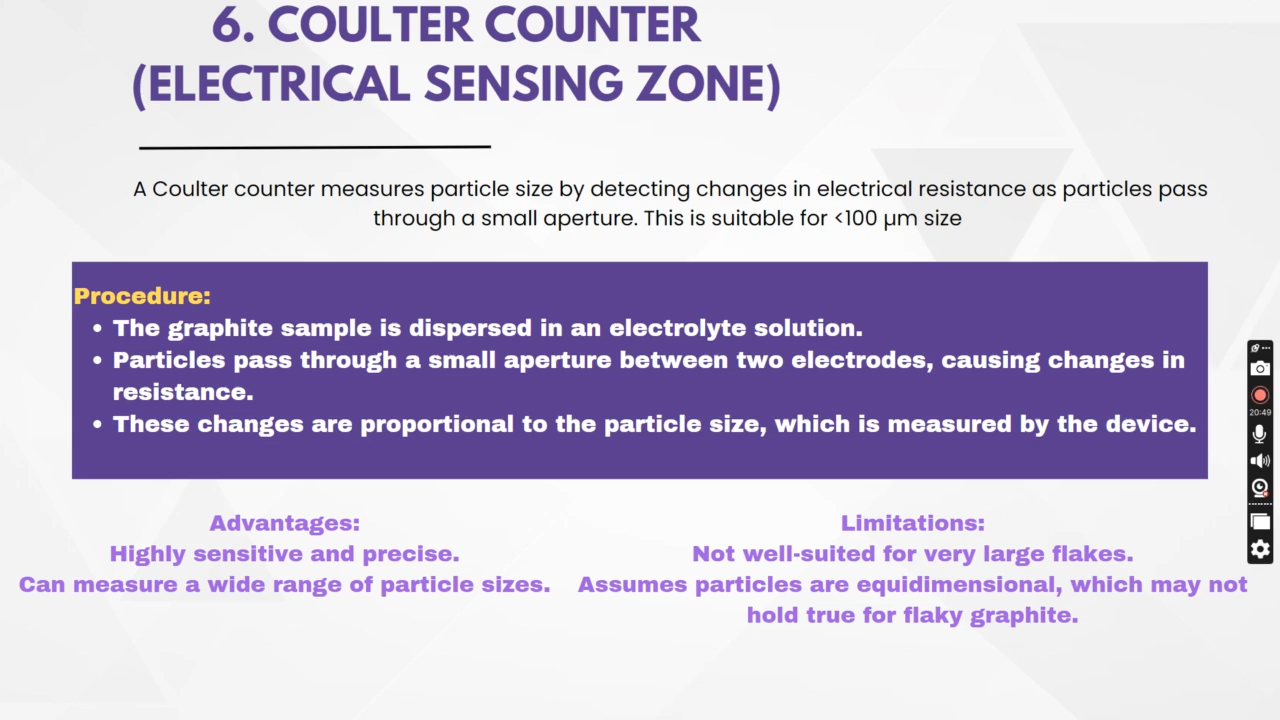 6. COULTER COUNTER
(ELECTRICAL SENSING ZONE)
A Coulter counter measures particle size by detecting changes in electrical resistance as particles pass
through a small aperture. This is suitable for <100 µm size
Procedure:
• The graphite sample is dispersed in an electrolyte solution.
• Particles pass through a small aperture between two electrodes, causing changes in
resistance.
• These changes are proportional to the particle size, which is measured by the device.
Advantages:
Highly sensitive and precise.
Can measure a wide range of particle sizes.
Limitations:
Not well-suited for very large flakes.
Assumes particles are equidimensional, which may not
hold true for flaky graphite.
20:49